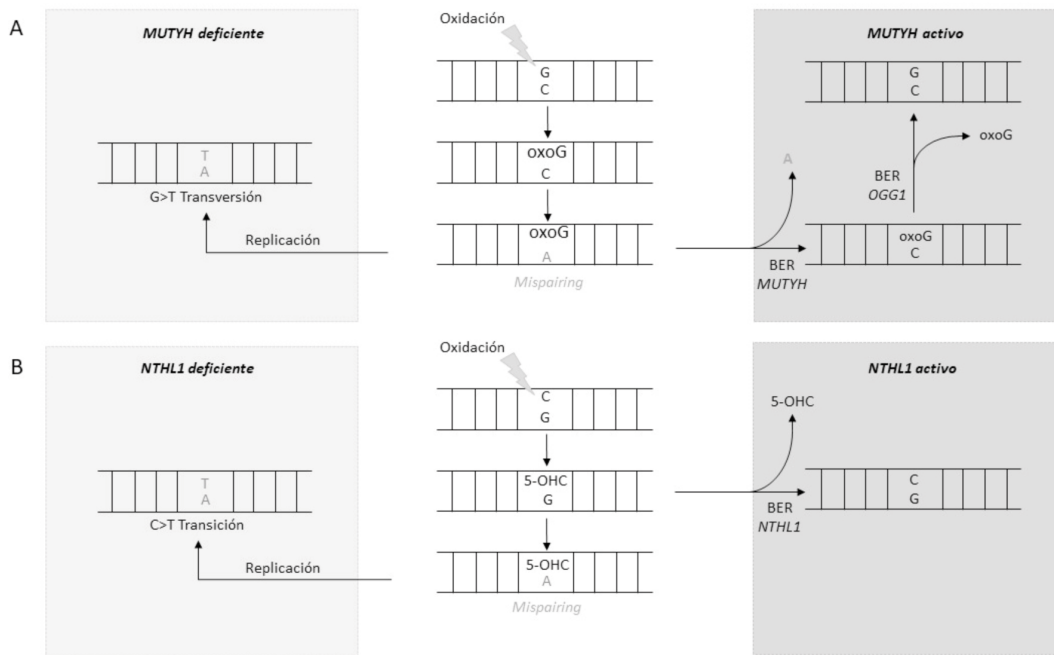 A
MUTYH deficiente
T
A
G>T Transversión
Replicación
Oxidación
G
C
oxoG
C
oxoG
A
Mispairing
MUTYH activo
G
C
oxoG
A
BER
OGG1
oxoG
C
BER
MUTYH
B
NTHL1 deficiente
T
A
C>T Transición
Replicación
Oxidación
C
G
5-OHC
G
5-OHC
A
Mispairing
NTHL1 activo
5-OHC
C
G
BER
NTHL1